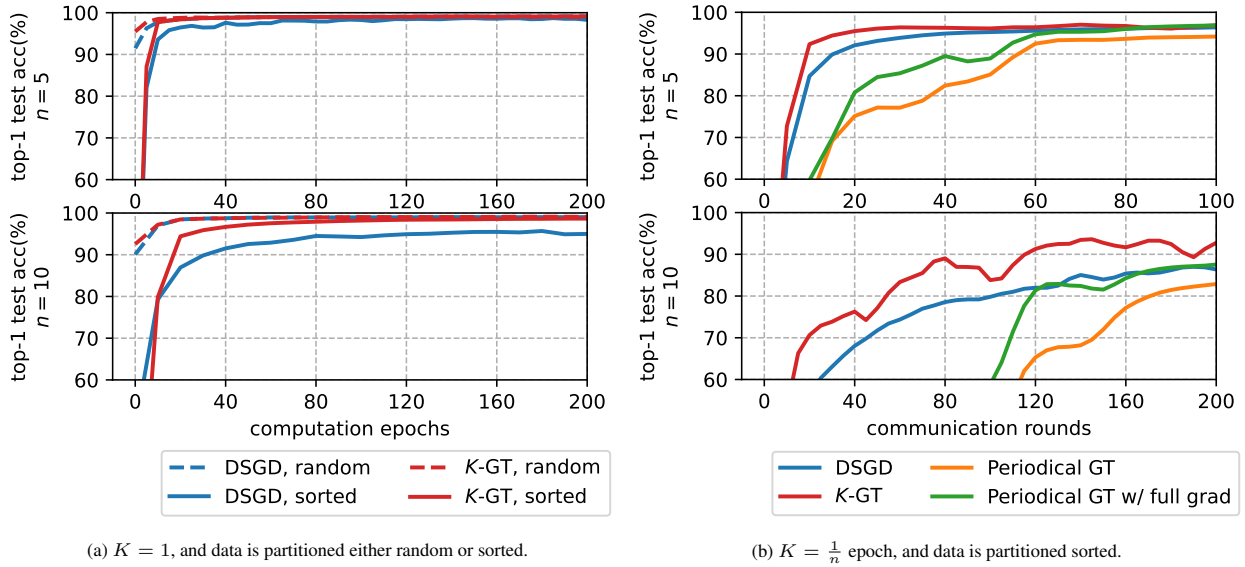 top-1 test acc(%)
n = 5
100
90
80
70
60
0
40
80
120
160
200
top-1 test acc(%)
n = 10
100
90
80
70
60
0
40
80
120
160
200
computation epochs
DSGD, random
K-GT, random
DSGD, sorted
K-GT, sorted
(a) K = 1, and data is partitioned either random or sorted.
top-1 test acc(%)
n = 5
100
90
80
70
60
0
20
40
60
80
100
top-1 test acc(%)
n = 10
100
90
80
70
60
0
40
80
120
160
200
communication rounds
DSGD
Periodical GT
K-GT
Periodical GT w/ full grad
(b) K = 1/n epoch, and data is partitioned sorted.